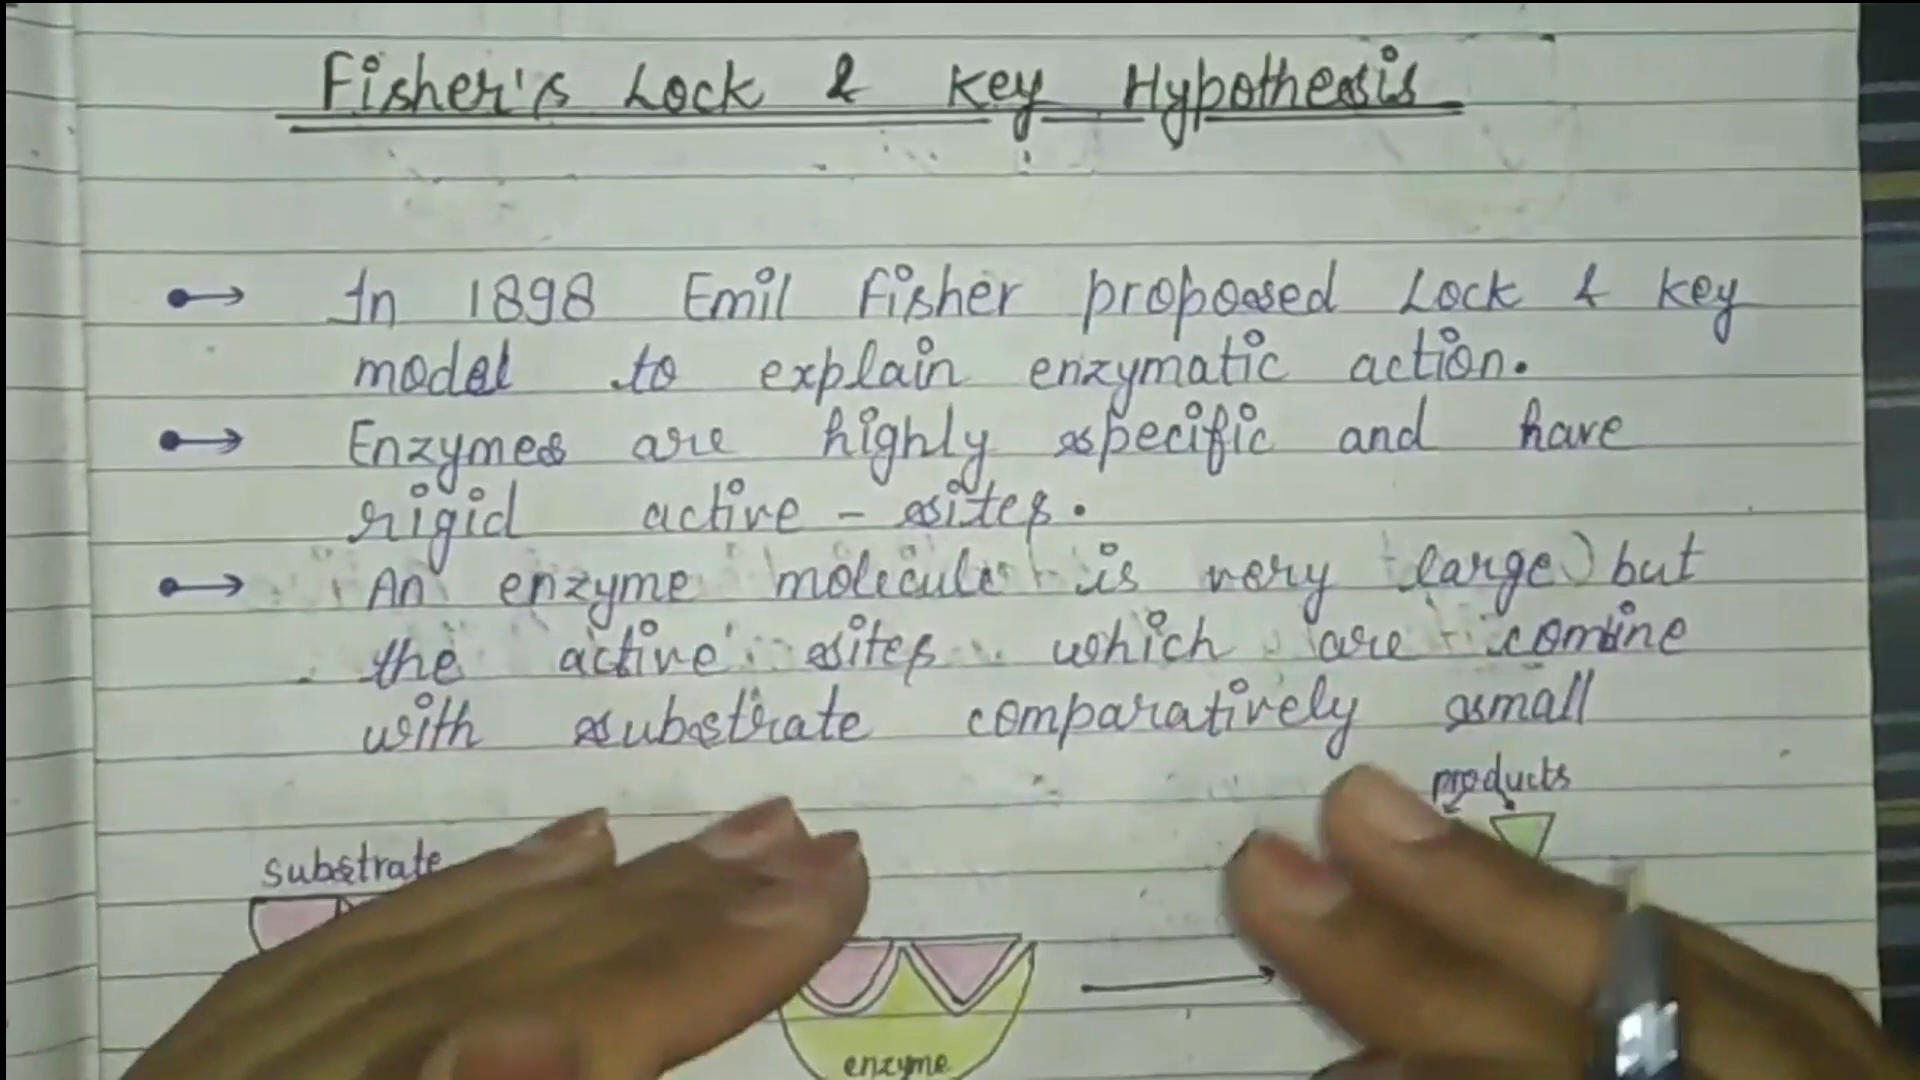 Fisher's Lock & Key Hypothesis
In 1898 Emil Fisher proposed Lock & Key
model to explain enzymatic action.
Enzymes are highly specific and have
rigid active - sites.
An enzyme molecule is very large but
the active sites which are combine
with substrate comparatively small
products
substrate
enzyme